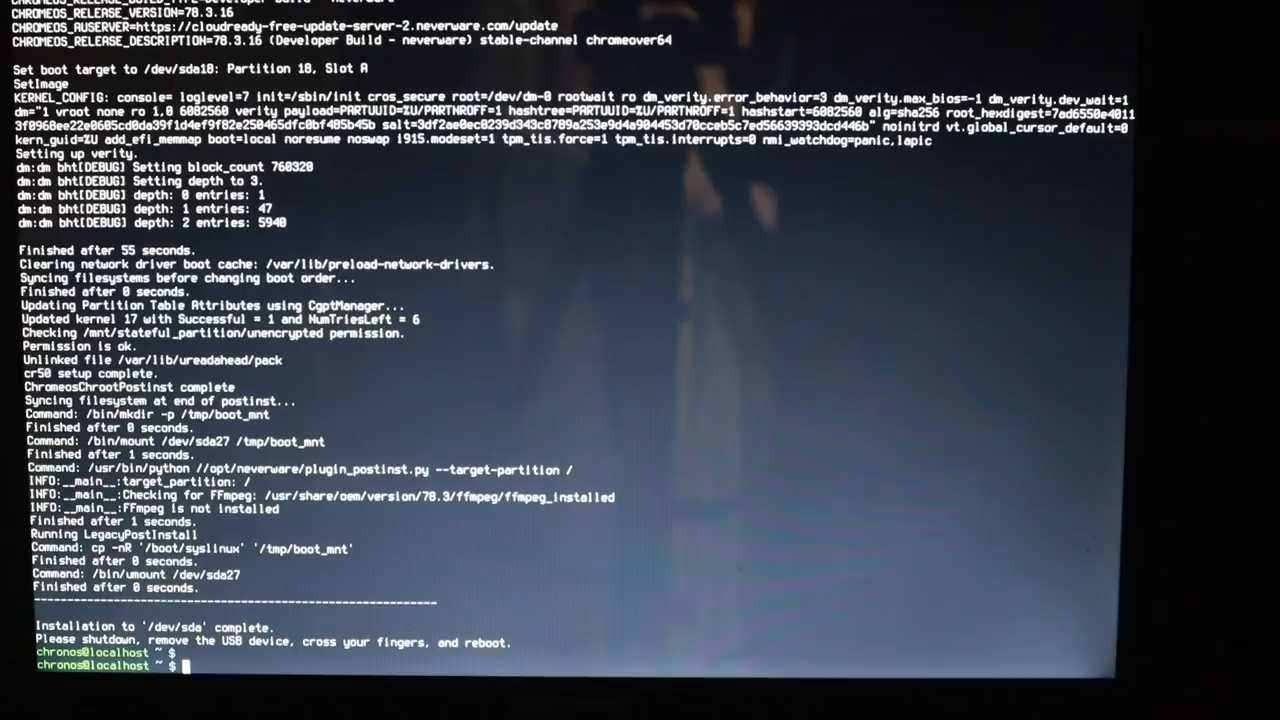 CHROMEOS_RELEASE_VERSION=78.3.16
CHROMEOS_AUSERVER=https://cloudready-free-update-server-2.neverware.com/update
CHROMEOS_RELEASE_DESCRIPTION=78.3.16 (Developer Build - neverware) stable-channel chromeover64
Set boot target to /dev/sda18: Partition 18, Slot A
SetImage
KERNEL_CONFIG: console= loglevel=7 init=/sbin/init cros_secure root=/dev/dm-0 rootwait ro dm_verity.error_behavior=3 dm_verity.max_bios=-1 dm_verity.dev_wait=1
dm="1 vroot none ro 1,0 6082560 verity payload=PARTUUID=%U/PARTNROFF=1 hashtree=PARTUUID=%U/PARTNROFF=1 hashstart=6082560 alg=sha256 root_hexdigest=7ad6550e4011
3f0968ee22e0605cd0da39f1d4ef9f82e250465dfc0bf405b45b salt=3df2ae0ec0239d343c8789a253e9d4a904453d70cceb5c7ed56639393dcd446b" noinitrd vt.global_cursor_default=0
kern_guid=%U add_efi_memmap boot=local noresume noswap i915.modeset=1 tpm_tis.force=1 tpm_tis.interrupts=0 nmi_watchdog=panic,lapic
Setting up verity.
dm:dm bht[DEBUG] Setting block_count 760320
dm:dm bht[DEBUG] Setting depth to 3.
dm:dm bht[DEBUG] depth: 0 entries: 1
dm:dm bht[DEBUG] depth: 1 entries: 47
dm:dm bht[DEBUG] depth: 2 entries: 5940
Finished after 55 seconds.
Clearing network driver boot cache: /var/lib/preload-network-drivers.
Syncing filesystems before changing boot order...
Finished after 0 seconds.
Updating Partition Table Attributes using CgptManager...
Updated kernel 17 with Successful = 1 and NumTriesLeft = 6
Checking /mnt/stateful_partition/unencrypted permission.
Permission is ok.
Unlinked file /var/lib/ureadahead/pack
cr50 setup complete.
ChromeosChrootPostinst complete
Syncing filesystem at end of postinst...
Command: /bin/mkdir -p /tmp/boot_mnt
Finished after 0 seconds.
Command: /bin/mount /dev/sda27 /tmp/boot_mnt
Finished after 1 seconds.
Command: /usr/bin/python //opt/neverware/plugin_postinst.py --target-partition /
INFO:__main__:target_partition: /
INFO:__main__:Checking for FFmpeg: /usr/share/oem/version/78.3/ffmpeg/ffmpeg_installed
INFO:__main__:FFmpeg is not installed
Finished after 1 seconds.
Running LegacyPostInstall
Command: cp -nR '/boot/syslinux' '/tmp/boot_mnt'
Finished after 0 seconds.
Command: /bin/umount /dev/sda27
Finished after 0 seconds.
------------------------------------------------------------
Installation to '/dev/sda' complete.
Please shutdown, remove the USB device, cross your fingers, and reboot.
chronos@localhost ~ $
chronos@localhost ~ $